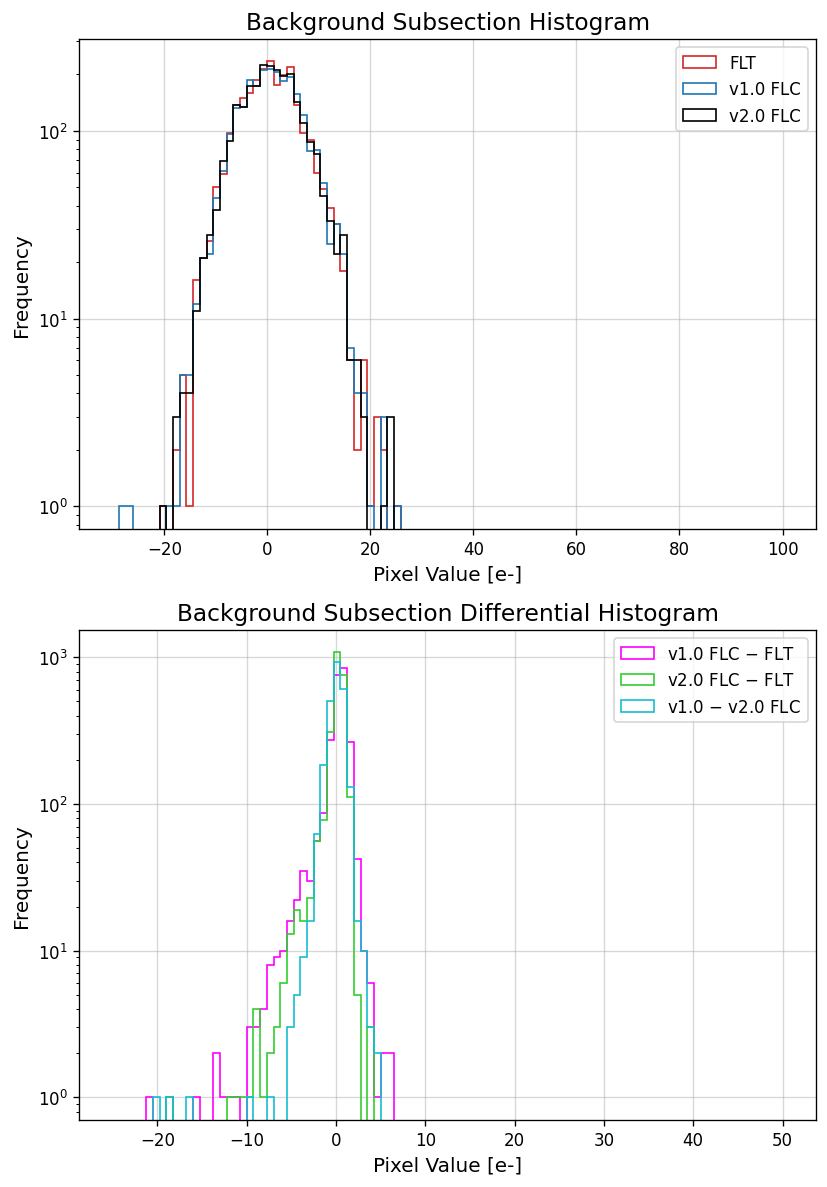 Background Subsection Histogram
FLT
v1.0 FLC
v2.0 FLC
Frequency
10²
10¹
10⁰
−20 0 20 40 60 80 100
Pixel Value [e-]
Background Subsection Differential Histogram
v1.0 FLC − FLT
v2.0 FLC − FLT
v1.0 − v2.0 FLC
Frequency
10³
10²
10¹
10⁰
−20 −10 0 10 20 30 40 50
Pixel Value [e-]